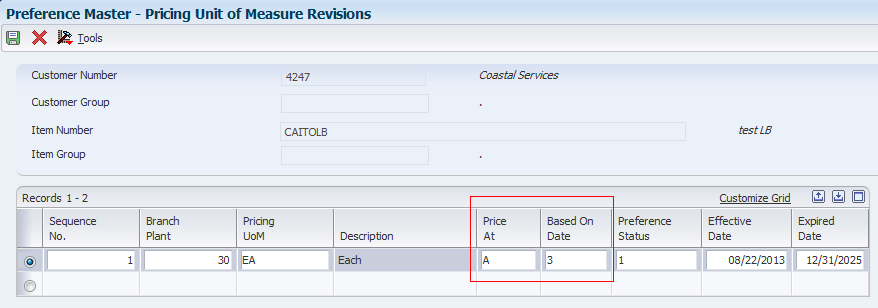 Preference Master - Pricing Unit of Measure Revisions
Tools
Customer Number 4247 Coastal Services
Customer Group .
Item Number CAITOLB test LB
Item Group .
Records 1 - 2 Customize Grid
Sequence No. Branch Plant Pricing UoM Description Price At Based On Date Preference Status Effective Date Expired Date
1 30 EA Each A 3 1 08/22/2013 12/31/2025